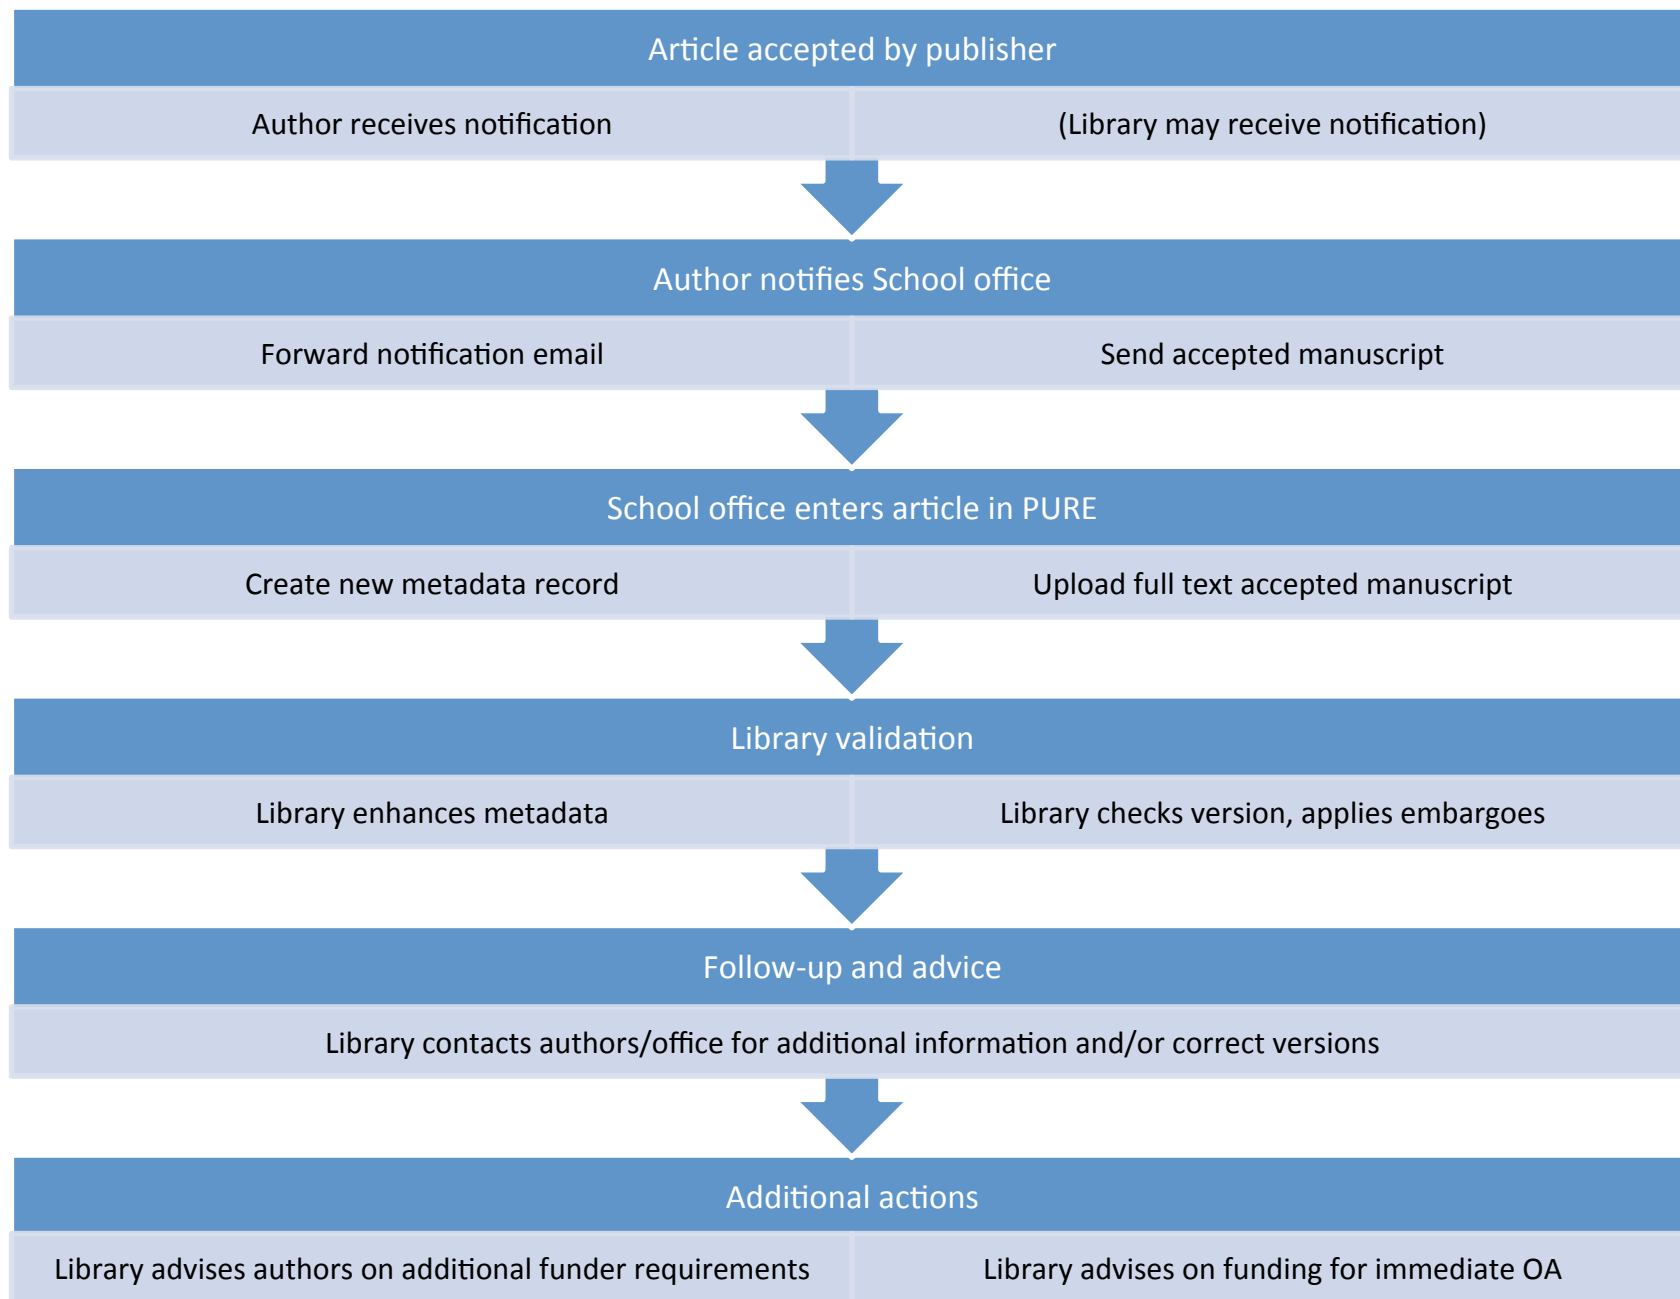 Article accepted by publisher
Author receives notification
(Library may receive notification)
Author notifies School office
Forward notification email
Send accepted manuscript
School office enters article in PURE
Create new metadata record
Upload full text accepted manuscript
Library validation
Library enhances metadata
Library checks version, applies embargoes
Follow-up and advice
Library contacts authors/office for additional information and/or correct versions
Additional actions
Library advises authors on additional funder requirements
Library advises on funding for immediate OA